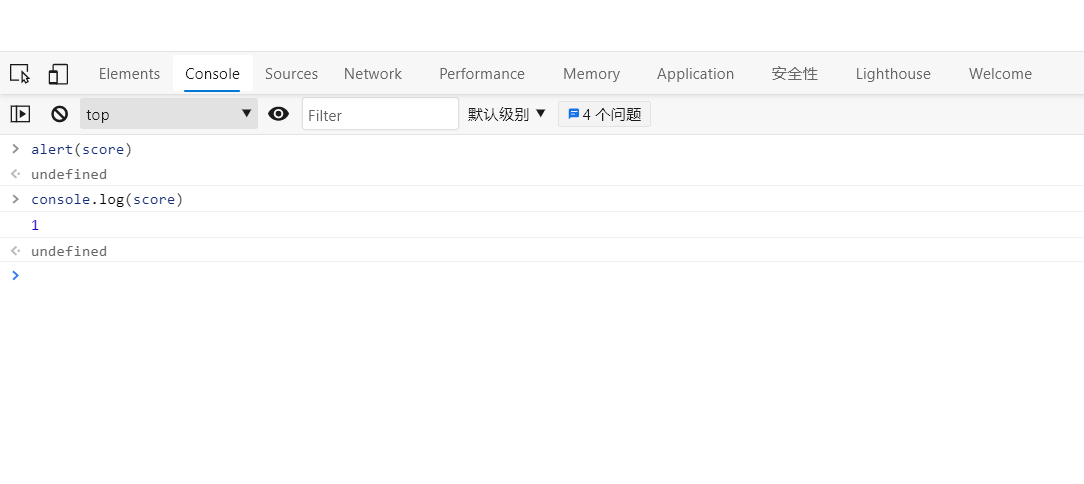 Elements Console Sources Network Performance Memory Application 安全性 Lighthouse Welcome
top Filter 默认级别 4 个问题
alert(score)
undefined
console.log(score)
1
undefined